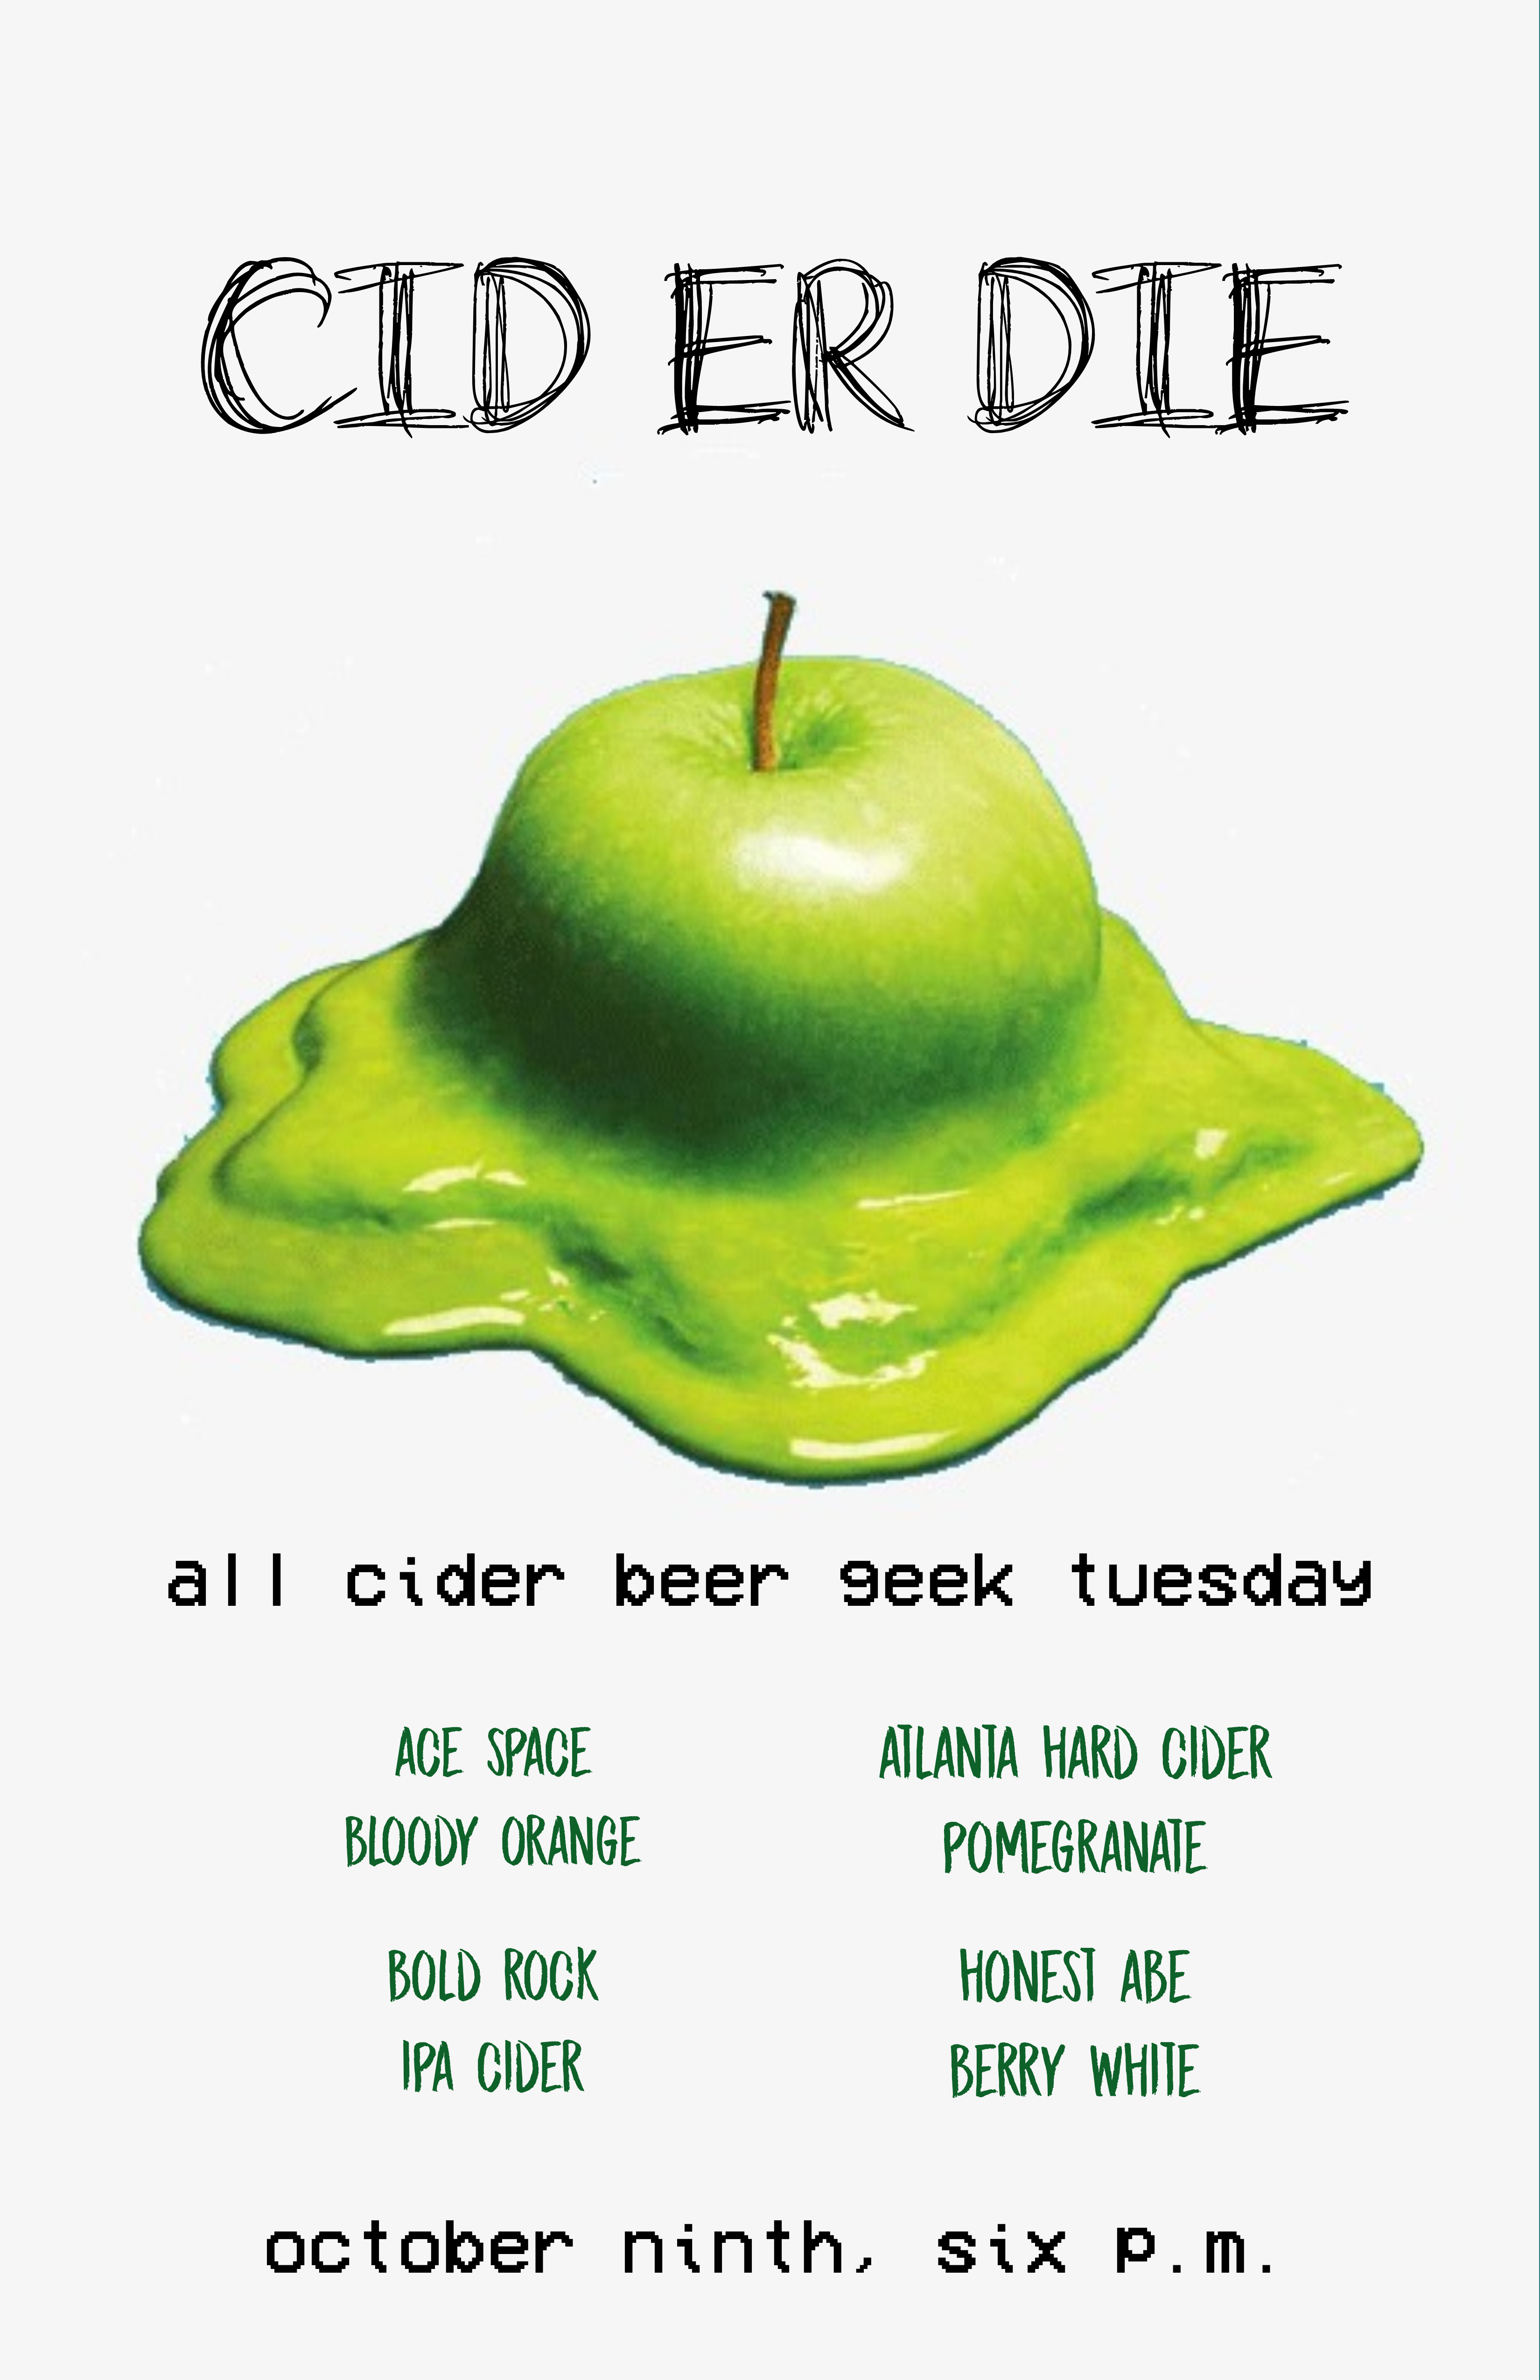 CID ER DIE
all cider beer geek tuesday
ACE SPACE
BLOODY ORANGE
ATLANTA HARD CIDER
POMEGRANATE
BOLD ROCK
IPA CIDER
HONEST ABE
BERRY WHITE
october ninth, six p.m.